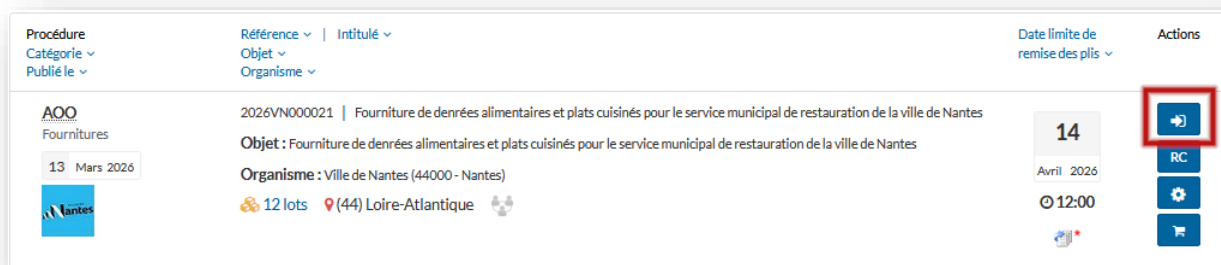 Procédure
Catégorie
Publié le
Référence | Intitulé
Objet
Organisme
Date limite de
remise des plis
Actions
AOO
Fournitures
13 Mars 2026
Nantes
2026VN000021 | Fourniture de denrées alimentaires et plats cuisinés pour le service municipal de restauration de la ville de Nantes
Objet : Fourniture de denrées alimentaires et plats cuisinés pour le service municipal de restauration de la ville de Nantes
Organisme : Ville de Nantes (44000 - Nantes)
12 lots (44) Loire-Atlantique
14
Avril 2026
12:00
*
RC